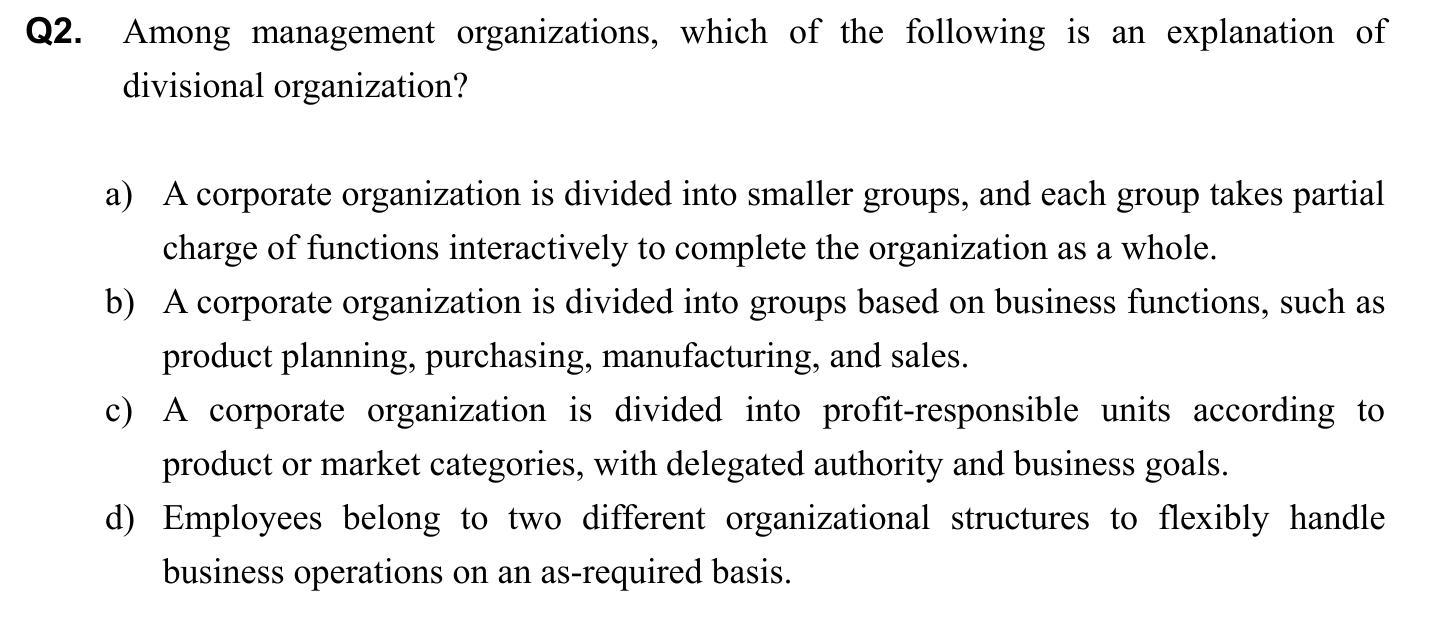 Q2. Among management organizations, which of the following is an explanation of
divisional organization?
a) A corporate organization is divided into smaller groups, and each group takes partial
charge of functions interactively to complete the organization as a whole.
b) A corporate organization is divided into groups based on business functions, such as
product planning, purchasing, manufacturing, and sales.
c) A corporate organization is divided into profit-responsible units according to
product or market categories, with delegated authority and business goals.
d) Employees belong to two different organizational structures to flexibly handle
business operations on an as-required basis.